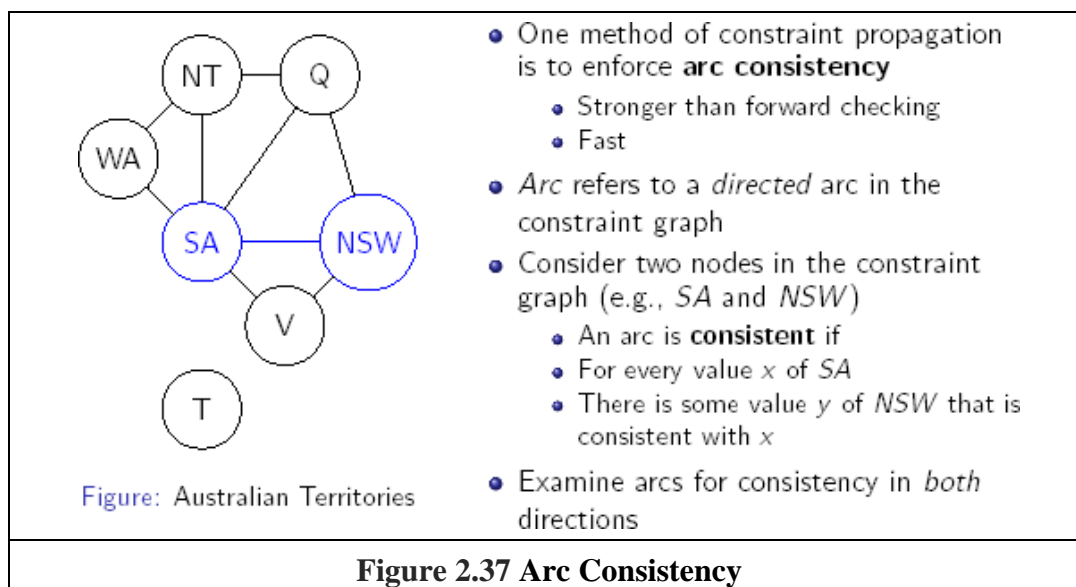 NT
Q
WA
SA
NSW
V
T
Figure: Australian Territories
One method of constraint propagation
is to enforce arc consistency
Stronger than forward checking
Fast
Arc refers to a directed arc in the
constraint graph
Consider two nodes in the constraint
graph (e.g., SA and NSW)
An arc is consistent if
For every value x of SA
There is some value y of NSW that is
consistent with x
Examine arcs for consistency in both
directions
Figure 2.37 Arc Consistency